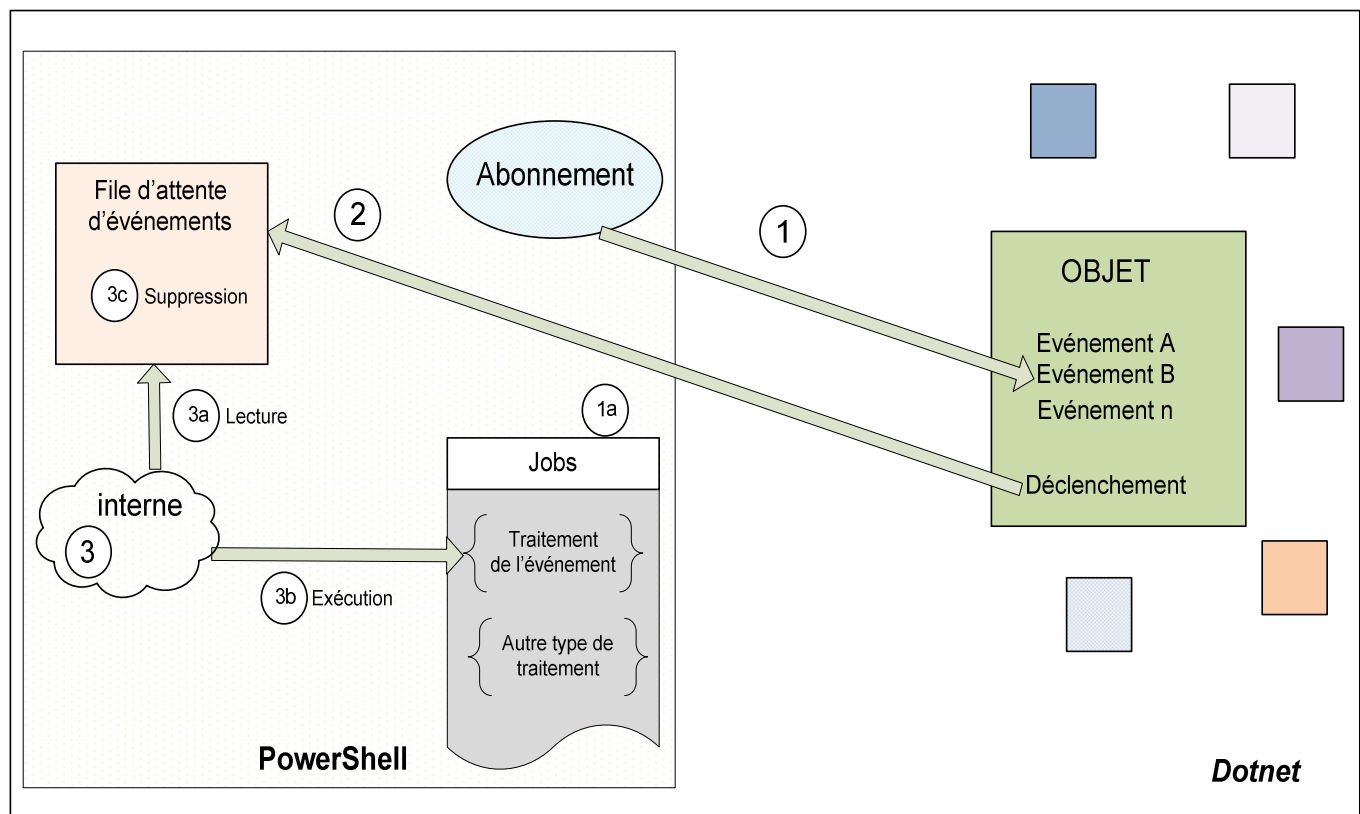 Abonnement
File d'attente
d'événements
3c Suppression
2
1
OBJET
Evénement A
Evénement B
Evénement n
Déclenchement
3a Lecture
1a
Jobs
interne
3
Traitement
de l'événement
3b Exécution
Autre type de
traitement
PowerShell
Dotnet